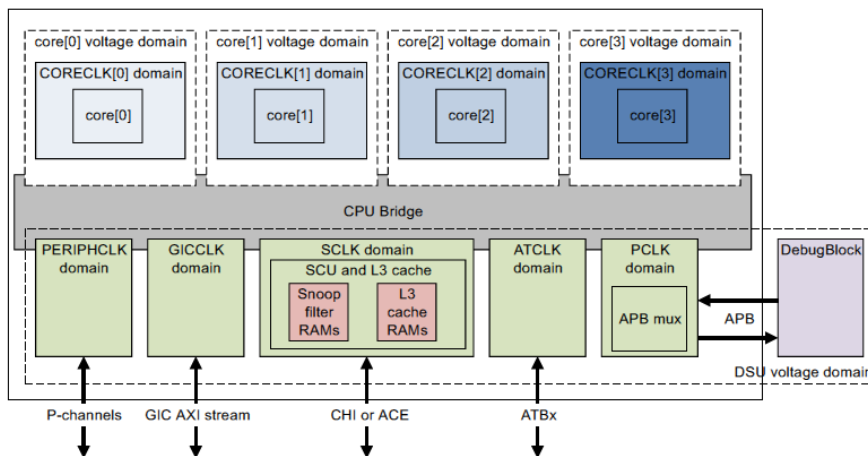 core[0] voltage domain
core[1] voltage domain
core[2] voltage domain
core[3] voltage domain
CORECLK[0] domain
CORECLK[1] domain
CORECLK[2] domain
CORECLK[3] domain
core[0]
core[1]
core[2]
core[3]
CPU Bridge
PERIPHCLK
domain
GICCLK
domain
SCLK domain
SCU and L3 cache
Snoop
filter
RAMs
L3
cache
RAMs
ATCLK
domain
PCLK
domain
APB mux
DebugBlock
APB
DSU voltage domain
P-channels
GIC AXI stream
CHI or ACE
ATBx